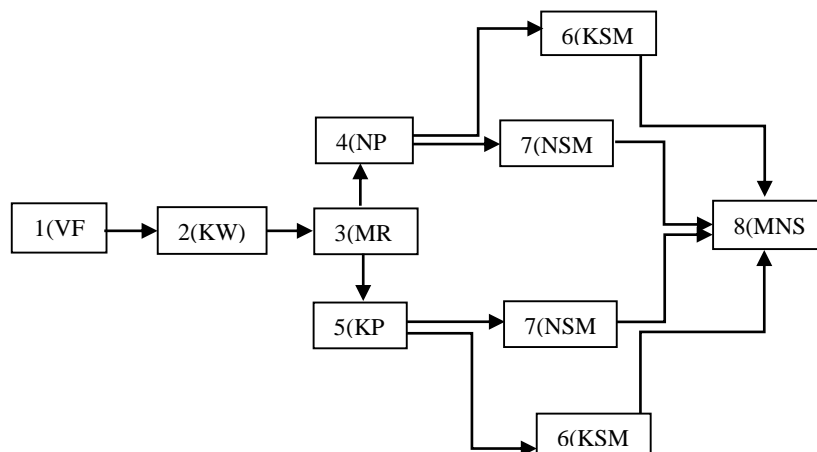 6(KSM
4(NP
7(NSM
1(VF
2(KW)
3(MR
8(MNS
5(KP
7(NSM
6(KSM